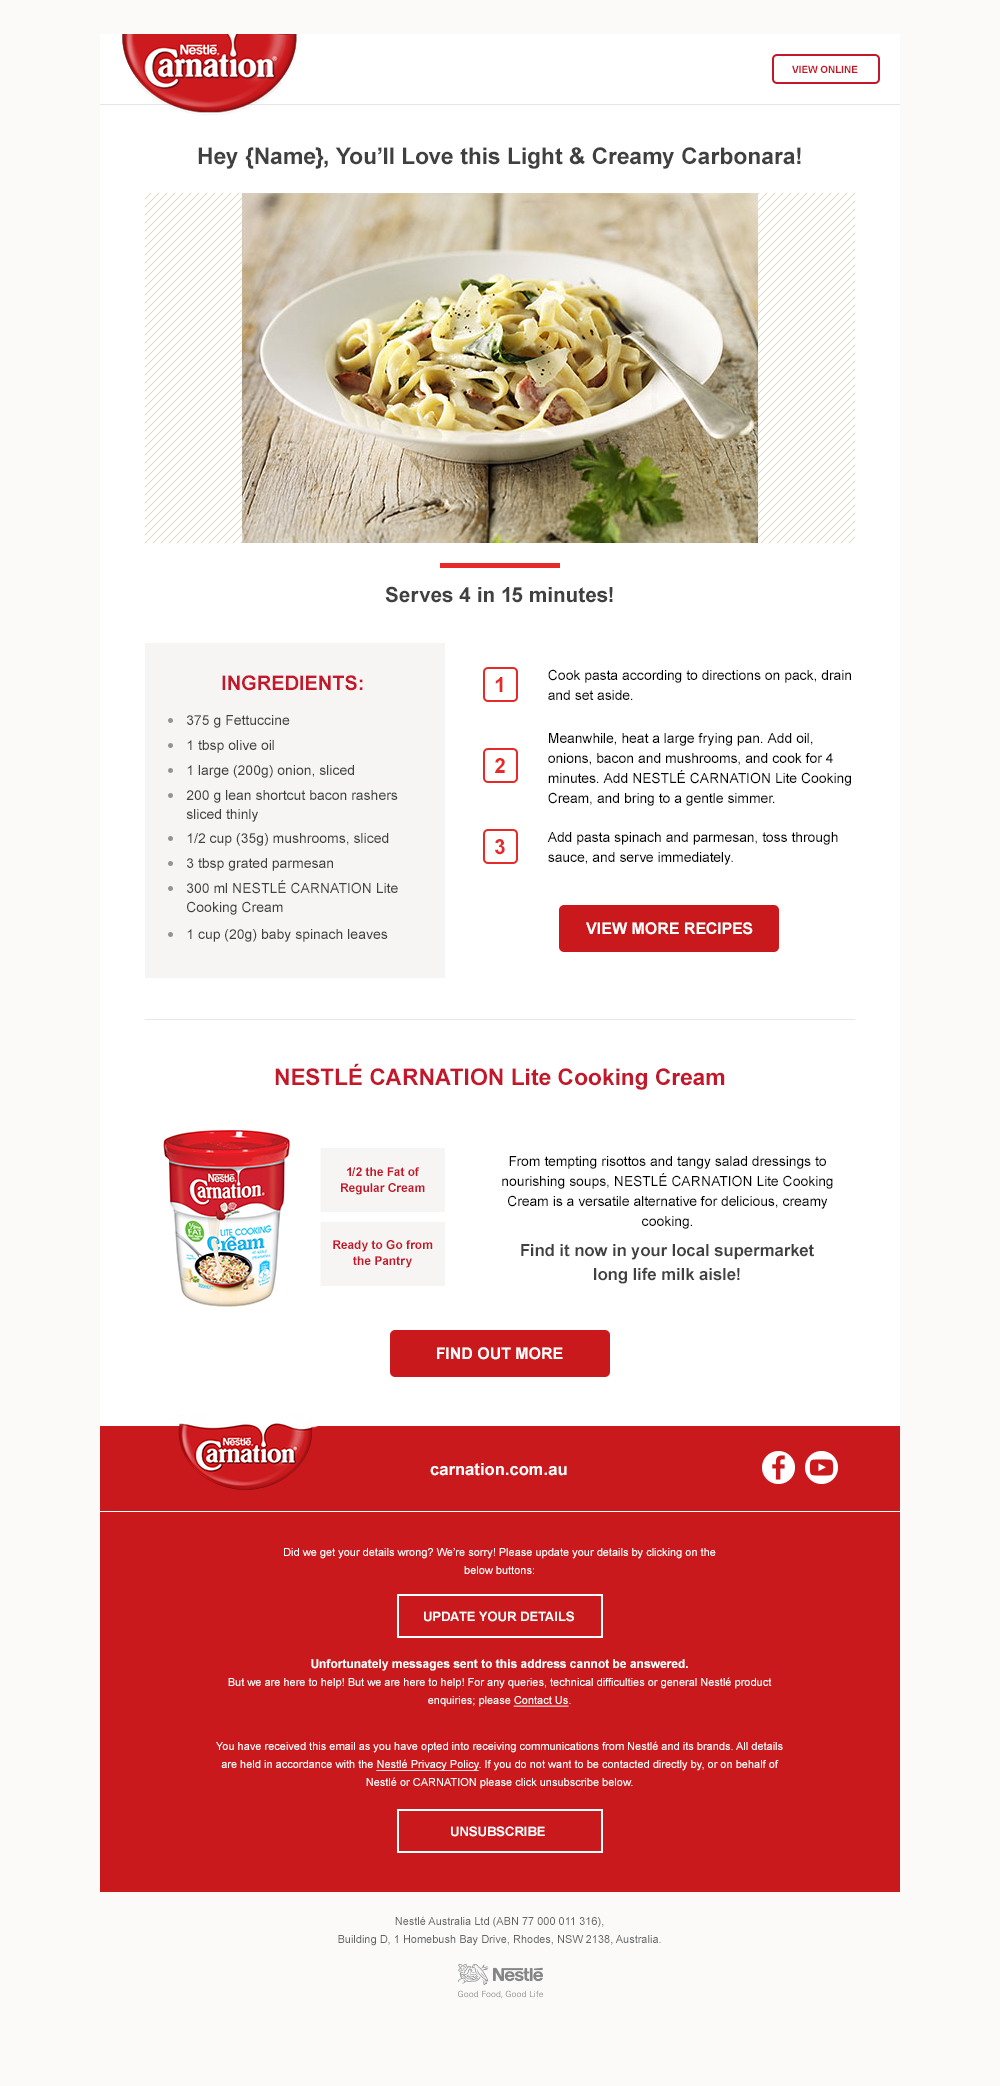 Nestlé.
Carnation
VIEW ONLINE
Hey {Name}, You’ll Love this Light & Creamy Carbonara!
Serves 4 in 15 minutes!
INGREDIENTS:
375 g Fettuccine
1 tbsp olive oil
1 large (200g) onion, sliced
200 g lean shortcut bacon rashers
sliced thinly
1/2 cup (35g) mushrooms, sliced
3 tbsp grated parmesan
300 ml NESTLÉ CARNATION Lite
Cooking Cream
1 cup (20g) baby spinach leaves
1
Cook pasta according to directions on pack, drain
and set aside.
2
Meanwhile, heat a large frying pan. Add oil,
onions, bacon and mushrooms, and cook for 4
minutes. Add NESTLÉ CARNATION Lite Cooking
Cream, and bring to a gentle simmer.
3
Add pasta spinach and parmesan, toss through
sauce, and serve immediately.
VIEW MORE RECIPES
NESTLÉ CARNATION Lite Cooking Cream
Nestlé.
Carnation
FAT
LITE COOKING
Cream
1/2 the Fat of
Regular Cream
Ready to Go from
the Pantry
From tempting risottos and tangy salad dressings to
nourishing soups, NESTLÉ CARNATION Lite Cooking
Cream is a versatile alternative for delicious, creamy
cooking.
Find it now in your local supermarket
long life milk aisle!
FIND OUT MORE
Nestlé.
Carnation
carnation.com.au
Did we get your details wrong? We're sorry! Please update your details by clicking on the
below buttons:
UPDATE YOUR DETAILS
Unfortunately messages sent to this address cannot be answered.
But we are here to help! But we are here to help! For any queries, technical difficulties or general Nestlé product
enquiries; please Contact Us.
You have received this email as you have opted into receiving communications from Nestlé and its brands. All details
are held in accordance with the Nestlé Privacy Policy. If you do not want to be contacted directly by, or on behalf of
Nestlé or CARNATION please click unsubscribe below.
UNSUBSCRIBE
Nestlé Australia Ltd (ABN 77 000 011 316),
Building D, 1 Homebush Bay Drive, Rhodes, NSW 2138, Australia.
Nestlé
Good Food, Good Life